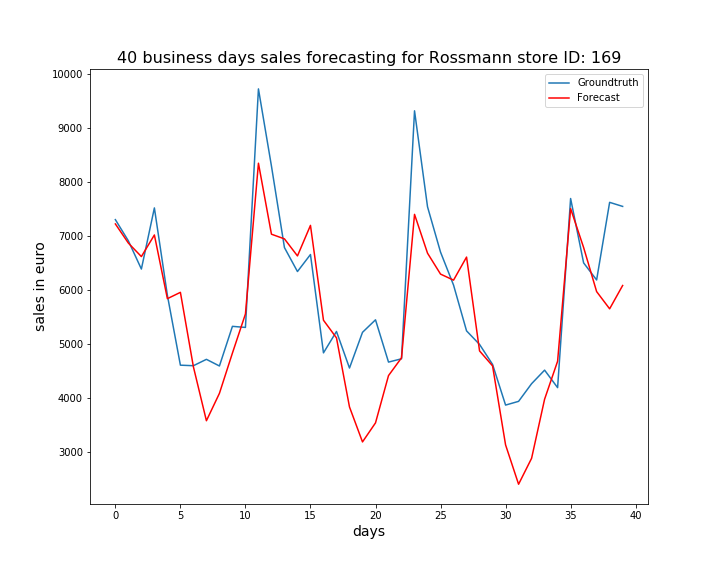 40 business days sales forecasting for Rossmann store ID: 169
Groundtruth
Forecast
10000
9000
8000
7000
6000
5000
4000
3000
sales in euro
0 5 10 15 20 25 30 35 40
days